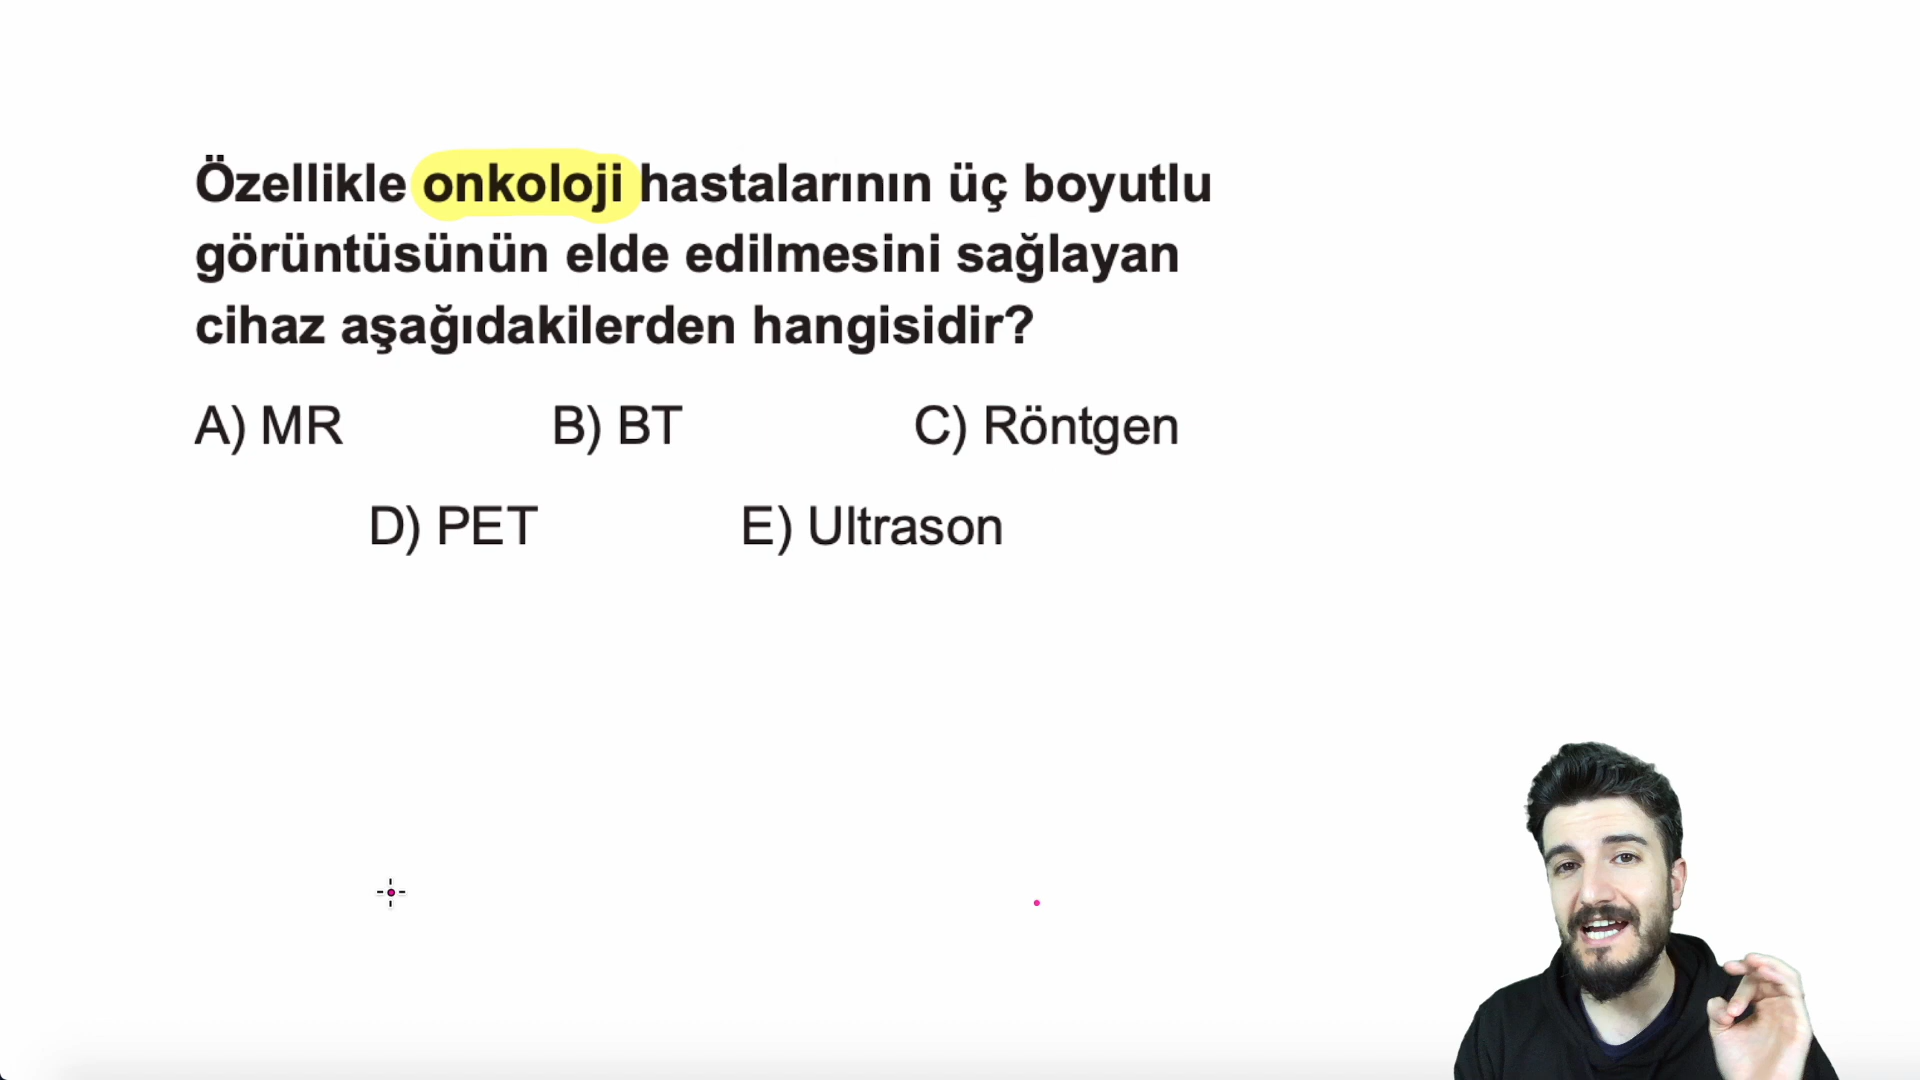 Özellikle onkoloji hastalarının üç boyutlu
görüntüsünün elde edilmesini sağlayan
cihaz aşağıdakilerden hangisidir?
A) MR B) BT C) Röntgen
D) PET E) Ultrason